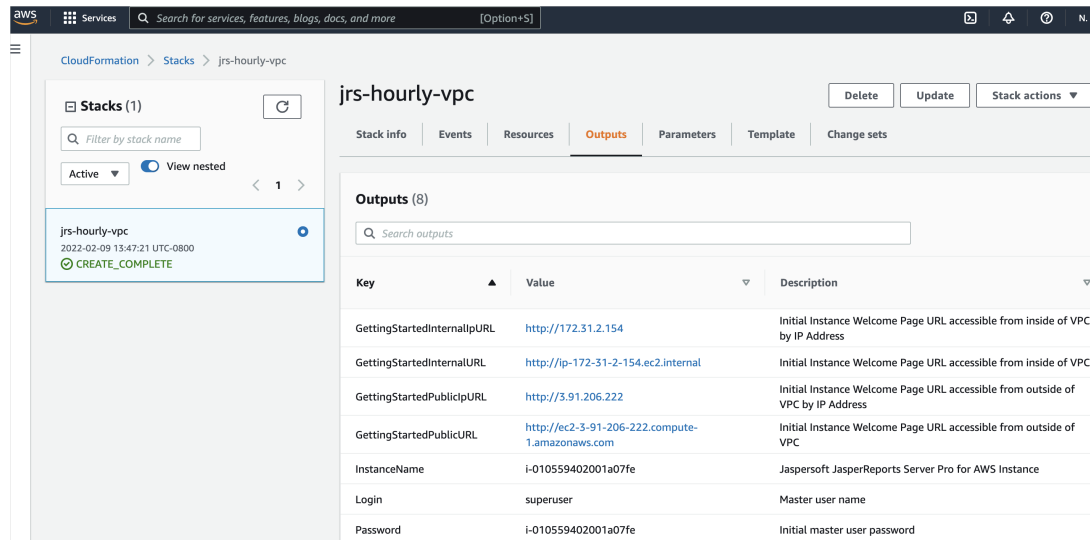 aws
Services
Search for services, features, blogs, docs, and more
[Option+S]
N.
CloudFormation > Stacks > jrs-hourly-vpc
Stacks (1)
Filter by stack name
Active
View nested
1
jrs-hourly-vpc
2022-02-09 13:47:21 UTC-0800
CREATE_COMPLETE
jrs-hourly-vpc
Delete
Update
Stack actions
Stack info
Events
Resources
Outputs
Parameters
Template
Change sets
Outputs (8)
Search outputs
Key
Value
Description
GettingStartedInternalIpURL
http://172.31.2.154
Initial Instance Welcome Page URL accessible from inside of VPC
by IP Address
GettingStartedInternalURL
http://ip-172-31-2-154.ec2.internal
Initial Instance Welcome Page URL accessible from inside of VPC
GettingStartedPublicIpURL
http://3.91.206.222
Initial Instance Welcome Page URL accessible from outside of
VPC by IP Address
GettingStartedPublicURL
http://ec2-3-91-206-222.compute-
1.amazonaws.com
Initial Instance Welcome Page URL accessible from outside of
VPC
InstanceName
i-010559402001a07fe
Jaspersoft JasperReports Server Pro for AWS Instance
Login
superuser
Master user name
Password
i-010559402001a07fe
Initial master user password